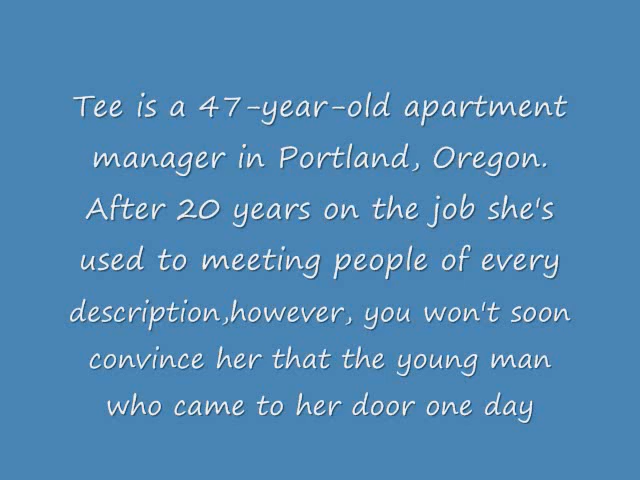 Tee is a 47-year-old apartment
manager in Portland, Oregon.
After 20 years on the job she's
used to meeting people of every
description,however, you won't soon
convince her that the young man
who came to her door one day